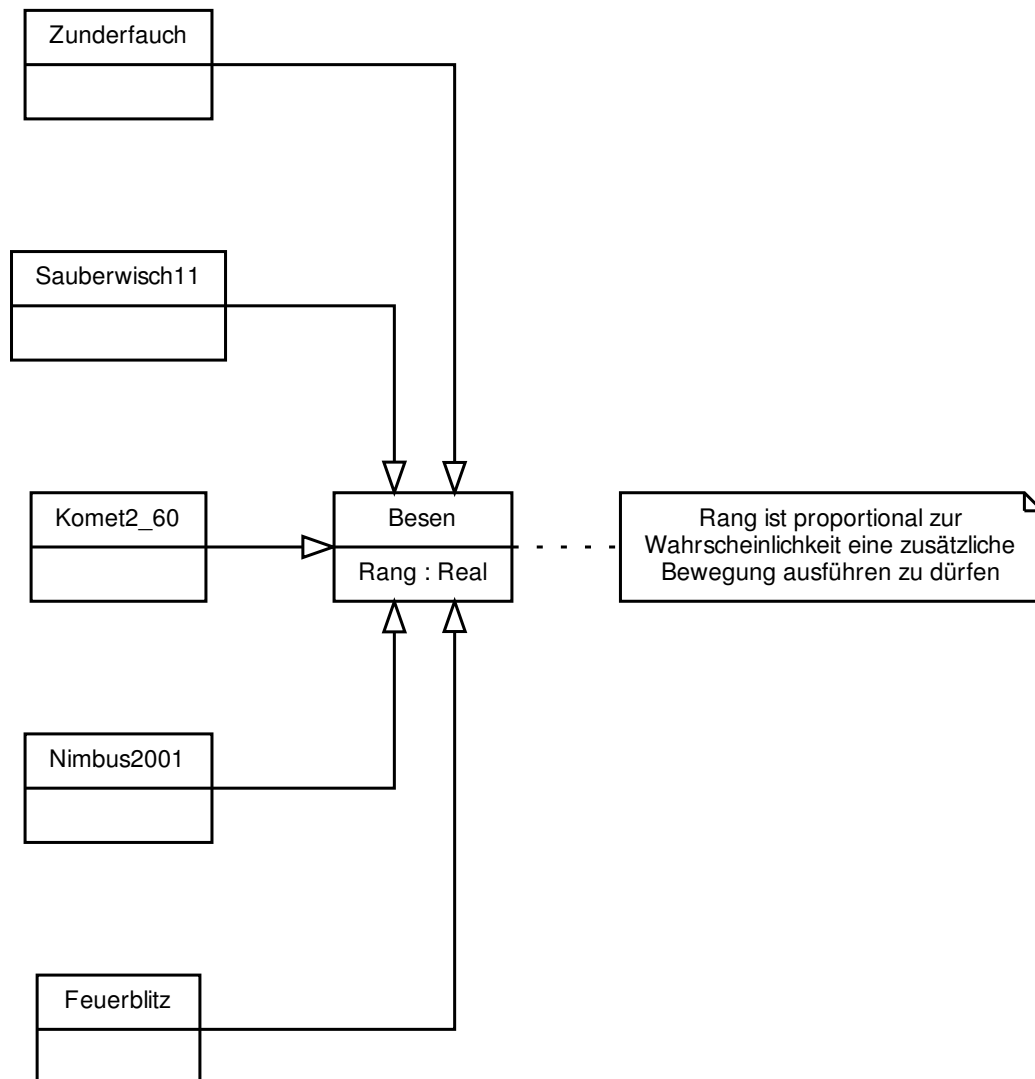 Zunderfauch
Sauberwisch11
Komet2_60
Besen
Rang : Real
Rang ist proportional zur
Wahrscheinlichkeit eine zusätzliche
Bewegung ausführen zu dürfen
Nimbus2001
Feuerblitz